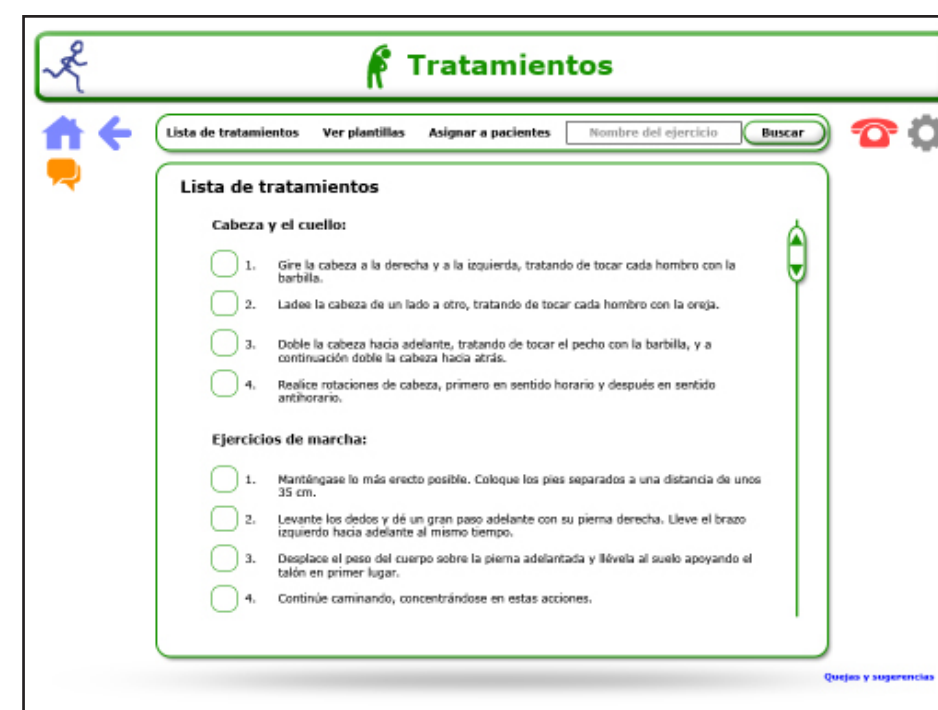 Tratamientos
Lista de tratamientos Ver plantillas Asignar a pacientes Nombre del ejercicio Buscar
Lista de tratamientos
Cabeza y el cuello:
1. Gire la cabeza a la derecha y a la izquierda, tratando de tocar cada hombro con la
barbilla.
2. Ladee la cabeza de un lado a otro, tratando de tocar cada hombro con la oreja.
3. Doble la cabeza hacia adelante, tratando de tocar el pecho con la barbilla, y a
continuación doble la cabeza hacia atrás.
4. Realice rotaciones de cabeza, primero en sentido horario y después en sentido
antihorario.
Ejercicios de marcha:
1. Manténgase lo más erecto posible. Coloque los pies separados a una distancia de unos
35 cm.
2. Levante los dedos y dé un gran paso adelante con su pierna derecha. Lleve el brazo
izquierdo hacia adelante al mismo tiempo.
3. Desplace el peso del cuerpo sobre la pierna adelantada y llévela al suelo apoyando el
talón en primer lugar.
4. Continúe caminando, concentrándose en estas acciones.
Quejas y sugerencias